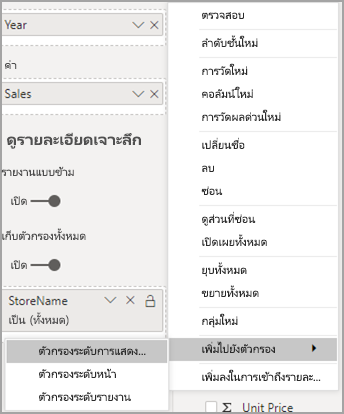 Year
ค่า
Sales
ดูรายละเอียดเจาะลึก
รายงานแบบข้าม
เปิด
เก็บตัวกรองทั้งหมด
เปิด
StoreName
เป็น (ทั้งหมด)
ตัวกรองระดับการแสดง...
ตัวกรองระดับหน้า
ตัวกรองระดับรายงาน
ตรวจสอบ
ลำดับชั้นใหม่
การวัดใหม่
คอลัมน์ใหม่
การวัดผลด่วนใหม่
เปลี่ยนชื่อ
ลบ
ซ่อน
ดูส่วนที่ซ่อน
เปิดเผยทั้งหมด
ยุบทั้งหมด
ขยายทั้งหมด
กลุ่มใหม่
เพิ่มไปยังตัวกรอง
เพิ่มลงในการเข้าถึงรายละ...
Unit Price